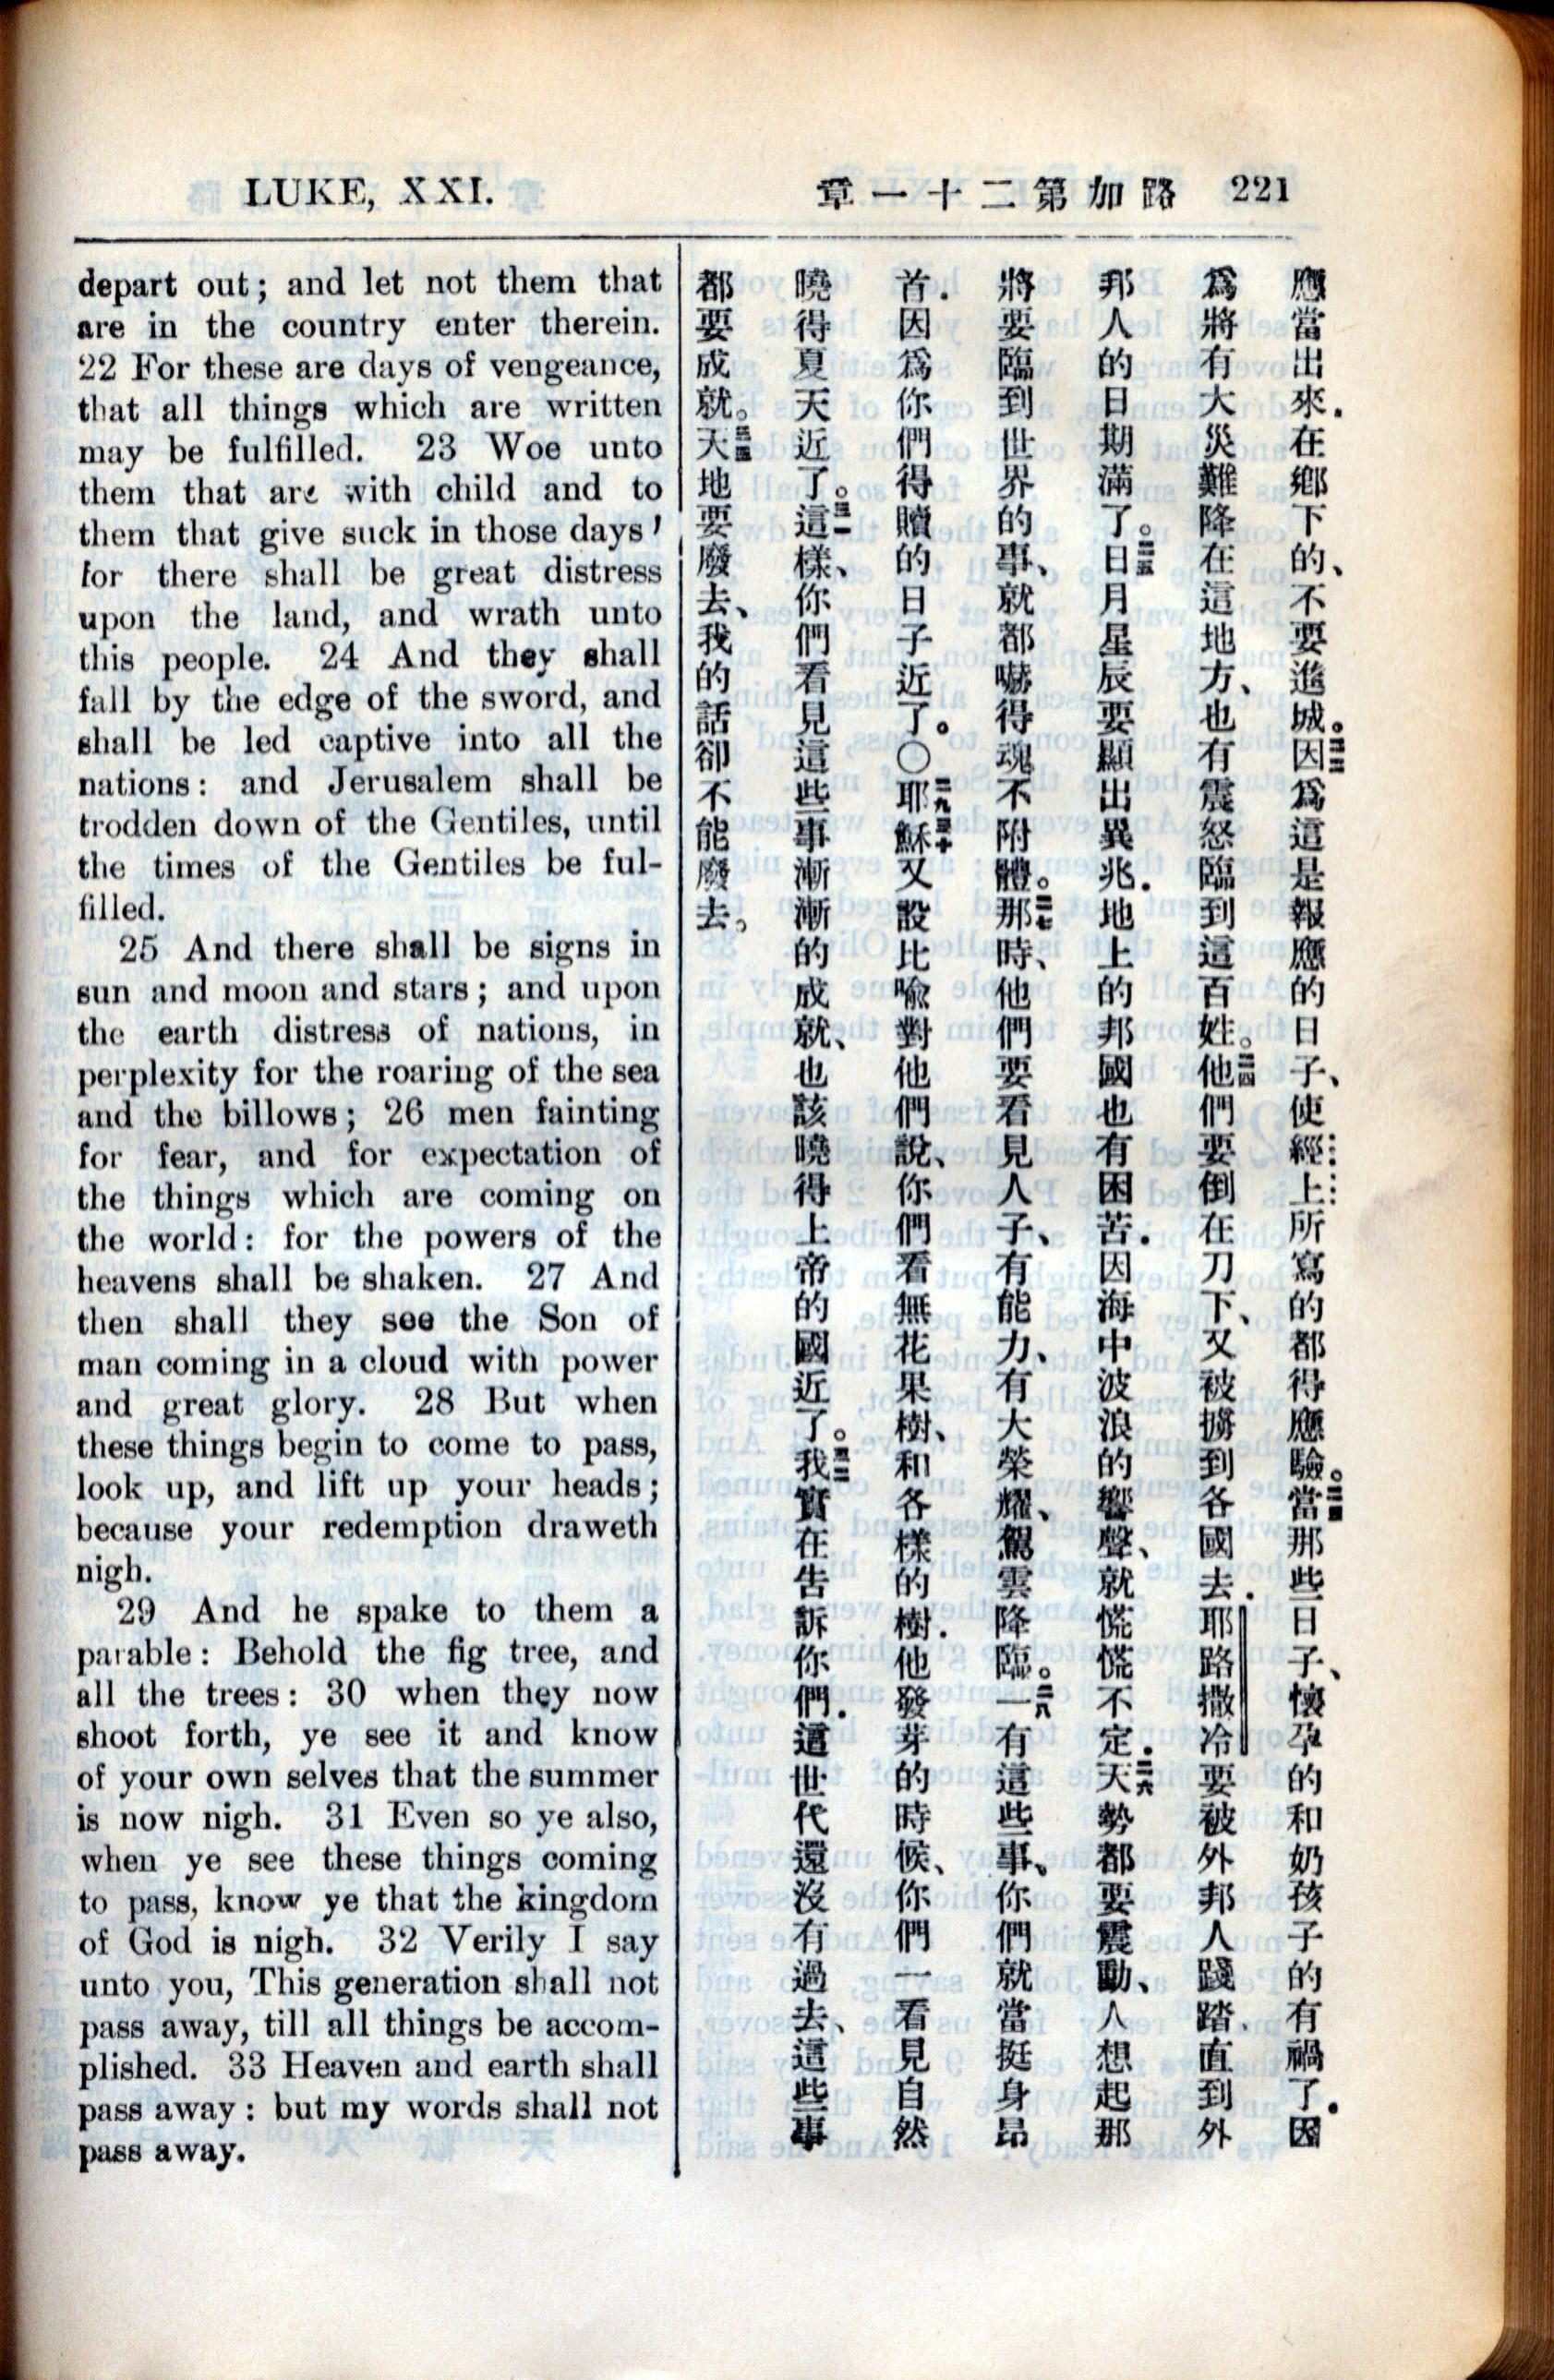 LUKE, XXI.
章一十二第加路 221
depart out; and let not them that
are in the country enter therein.
22 For these are days of vengeance,
that all things which are written
may be fulfilled. 23 Woe unto
them that are with child and to
them that give suck in those days'
for there shall be great distress
upon the land, and wrath unto
this people. 24 And they shall
fall by the edge of the sword, and
shall be led captive into all the
nations: and Jerusalem shall be
trodden down of the Gentiles, until
the times of the Gentiles be ful-
filled.
25 And there shall be signs in
sun and moon and stars; and upon
the earth distress of nations, in
perplexity for the roaring of the sea
and the billows; 26 men fainting
for fear, and for expectation of
the things which are coming on
the world: for the powers of the
heavens shall be shaken. 27 And
then shall they see the Son of
man coming in a cloud with power
and great glory. 28 But when
these things begin to come to pass,
look up, and lift up your heads;
because your redemption draweth
nigh.
29 And he spake to them a
parable: Behold the fig tree, and
all the trees: 30 when they now
shoot forth, ye see it and know
of your own selves that the summer
is now nigh. 31 Even so ye also,
when ye see these things coming
to pass, know ye that the kingdom
of God is nigh. 32 Verily I say
unto you, This generation shall not
pass away, till all things be accom-
plished. 33 Heaven and earth shall
pass away: but my words shall not
pass away.
應當出來.在鄉下的、不要進城。二二因爲這是報應的日子、使經上所寫的都得應驗。二三當那些日子、懷孕的和奶孩子的有禍了.因
爲將有大災難降在這地方、也有震怒臨到這百姓。二四他們要倒在刀下、又被擄到各國去.耶路撒冷要被外邦人踐踏、直到外
邦人的日期滿了。二五日月星辰要顯出異兆.地上的邦國也有困苦.因海中波浪的響聲、就慌慌不定.二六天勢都要震動、人想起那
將要臨到世界的事、就都嚇得魂不附體。二七那時、他們要看見人子、有能力、有大榮耀、駕雲降臨。二八一有這些事、你們就當挺身昂
首.因爲你們得贖的日子近了。〇二九耶三十穌又設比喩對他們說、你們看無花果樹、和各樣的樹.他發芽的時候、你們一看見自然
曉得夏天近了。三一這樣、你們看見這些事漸漸的成就、也該曉得上帝的國近了。三二我實在告訴你們.這世代還沒有過去、這些事
都要成就。三三天地要廢去、我的話卻不能廢去。